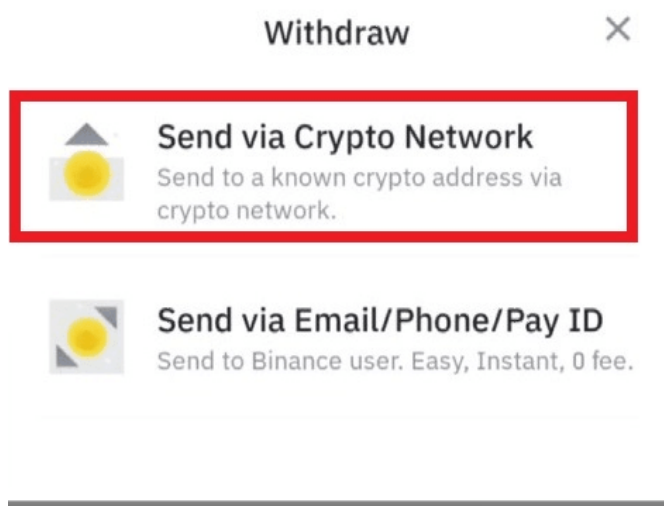 Withdraw
Send via Crypto Network
Send to a known crypto address via
crypto network.
Send via Email/Phone/Pay ID
Send to Binance user. Easy, Instant, 0 fee.